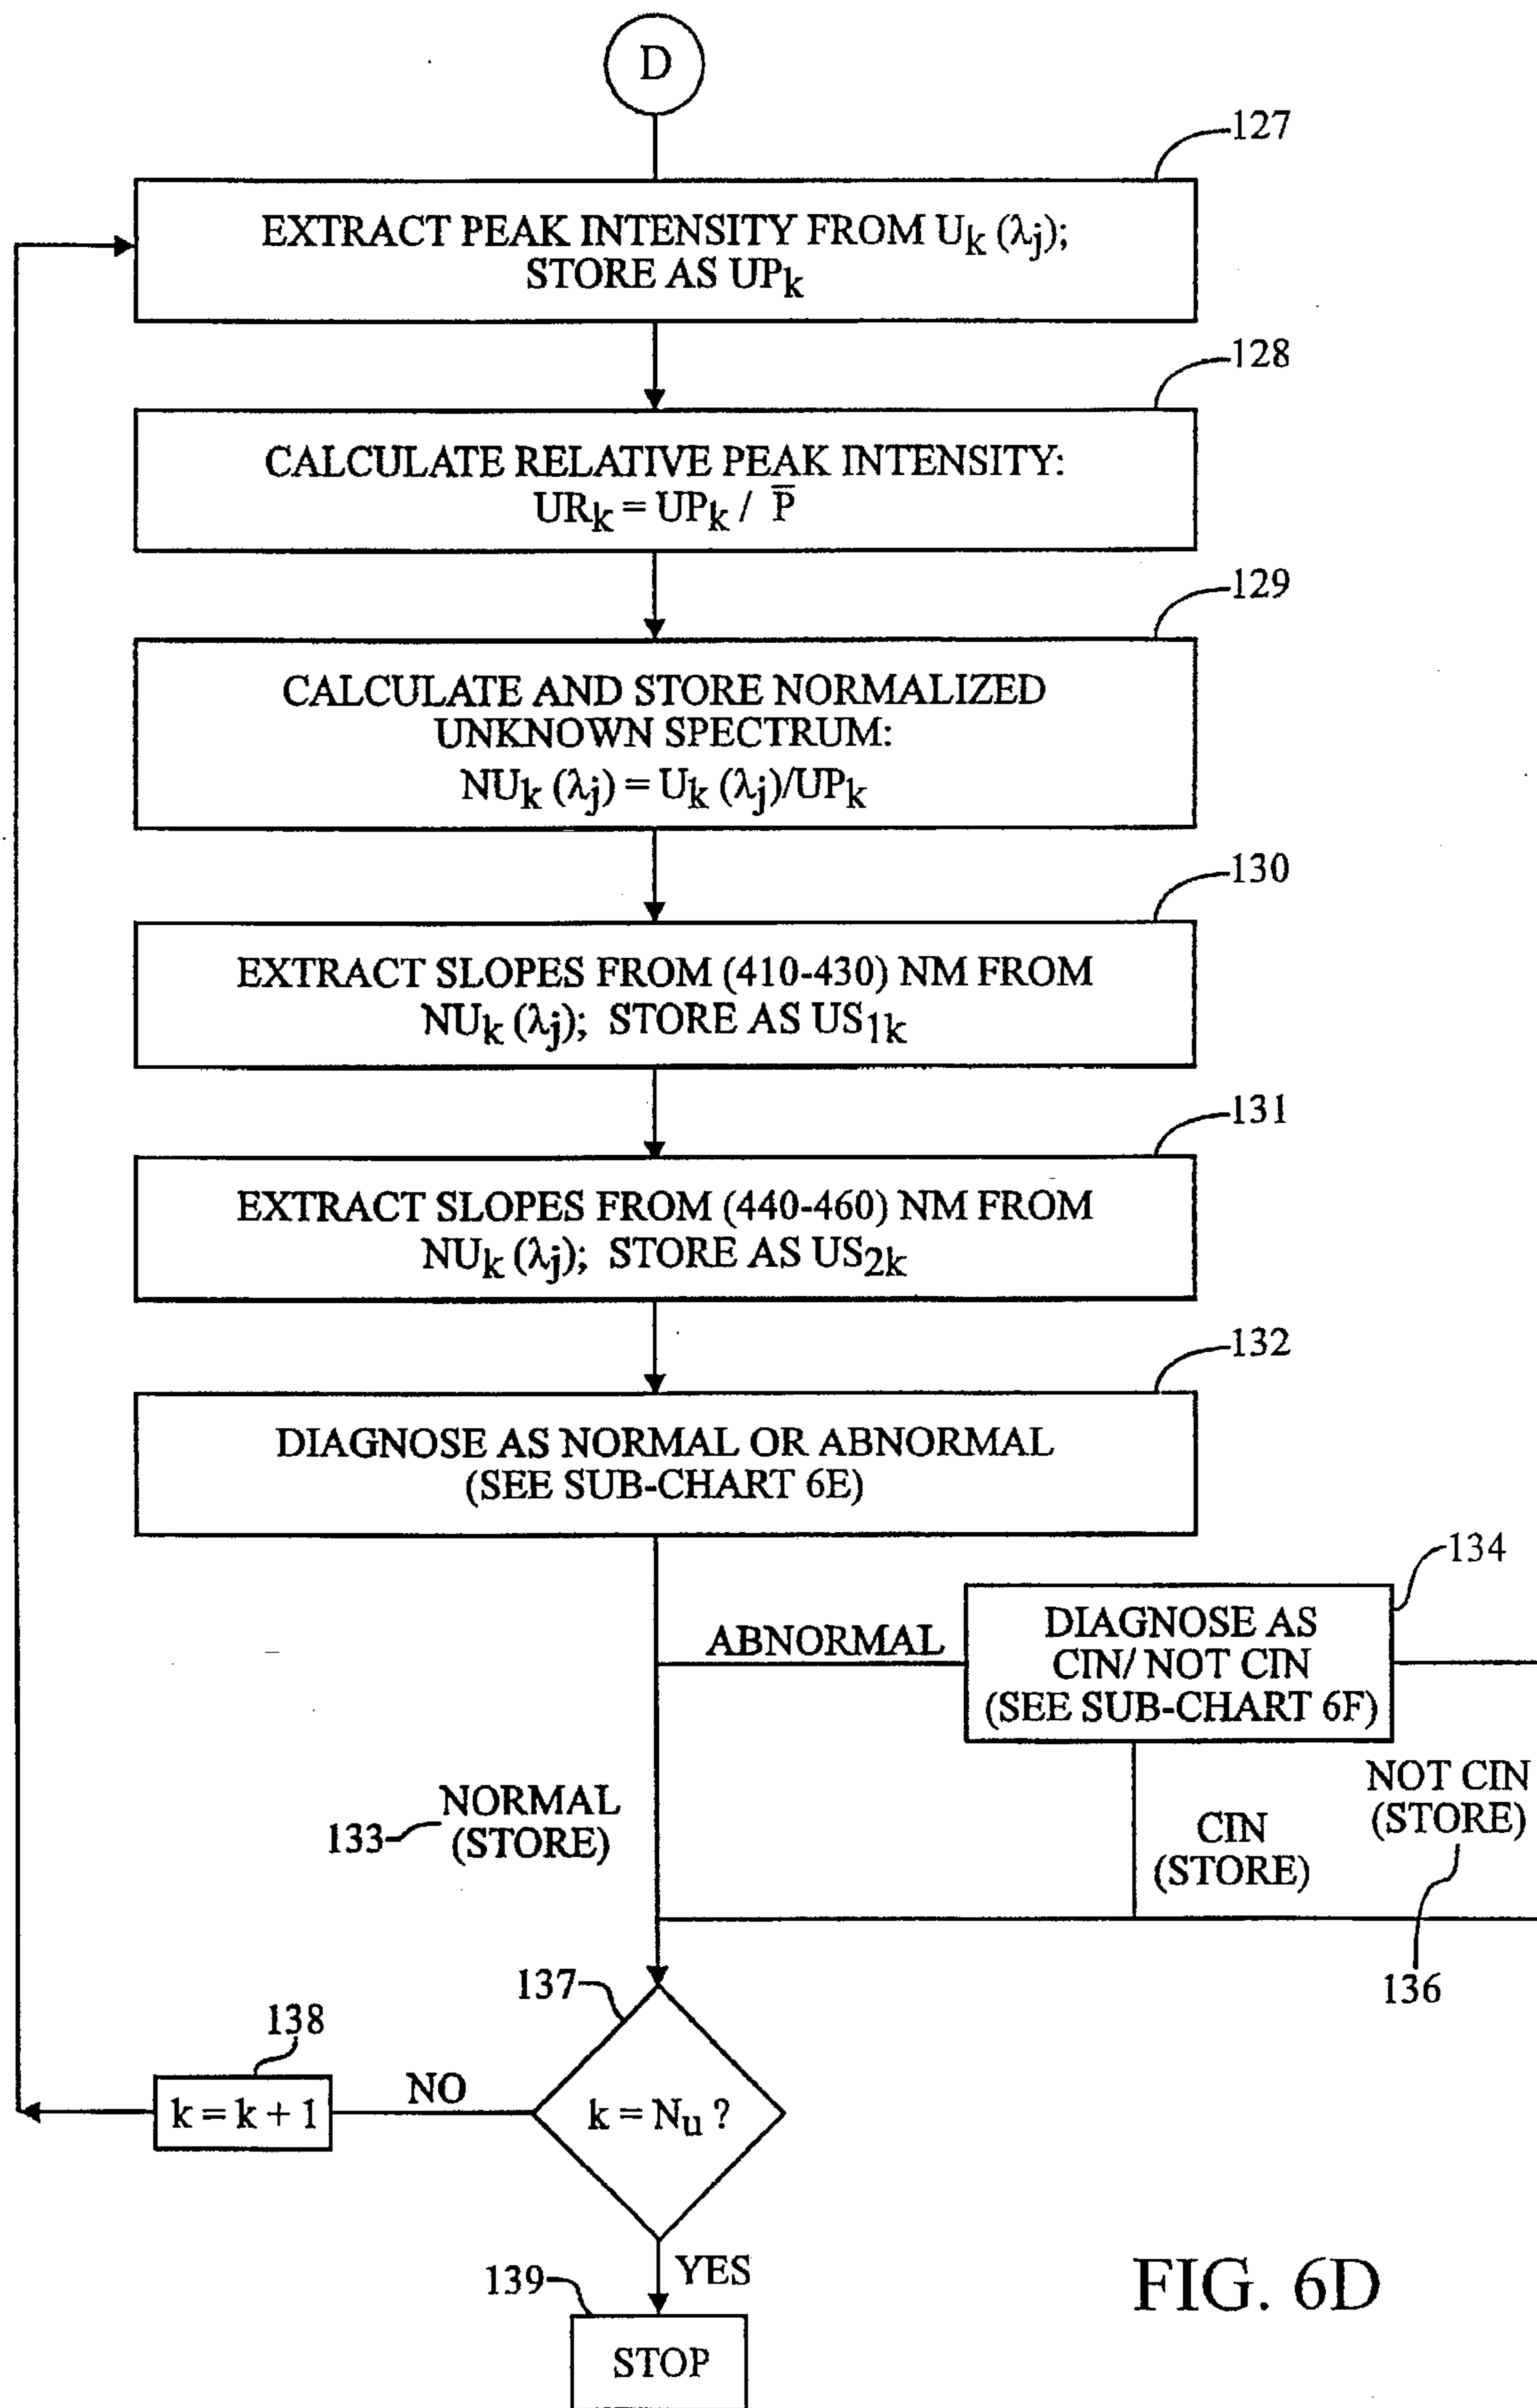 D
127
EXTRACT PEAK INTENSITY FROM Uk (λj);
STORE AS UPk
128
CALCULATE RELATIVE PEAK INTENSITY:
URk = UPk / P̅
129
CALCULATE AND STORE NORMALIZED
UNKNOWN SPECTRUM:
NUk (λj) = Uk (λj)/UPk
130
EXTRACT SLOPES FROM (410-430) NM FROM
NUk (λj); STORE AS US1k
131
EXTRACT SLOPES FROM (440-460) NM FROM
NUk (λj); STORE AS US2k
132
DIAGNOSE AS NORMAL OR ABNORMAL
(SEE SUB-CHART 6E)
134
ABNORMAL
DIAGNOSE AS
CIN/ NOT CIN
(SEE SUB-CHART 6F)
133
NORMAL
(STORE)
CIN
(STORE)
NOT CIN
(STORE)
136
137
138
k = k + 1
NO
k = Nu ?
YES
139
STOP
FIG. 6D